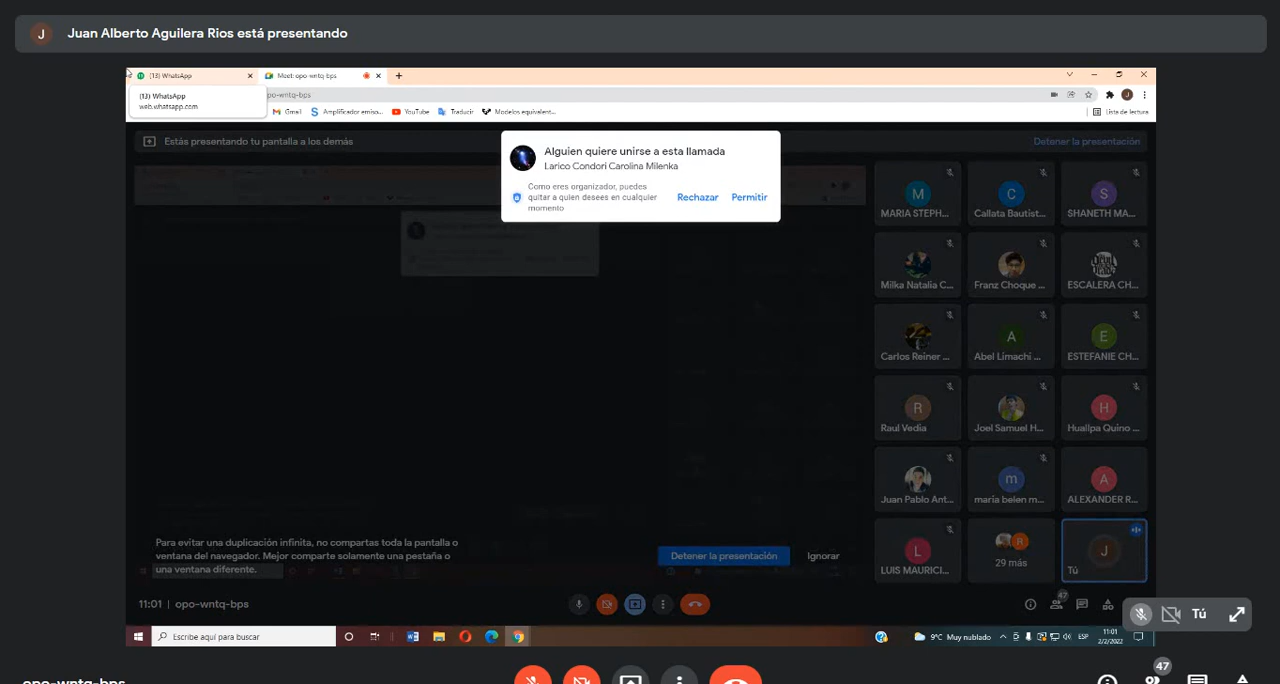 J Juan Alberto Aguilera Rios está presentando
(13) WhatsApp
Meet: opo-wntq-bps
(13) WhatsApp
web.whatsapp.com
opo-wntq-bps
Gmail
Amplificador emiso...
YouTube
Traducir
Modelos equivalent...
Lista de lectura
Estás presentando tu pantalla a los demás
Detener la presentación
Alguien quiere unirse a esta llamada
Larico Condori Carolina Milenka
Como eres organizador, puedes
quitar a quien desees en cualquier
momento
Rechazar Permitir
M C S
MARIA STEPH... Callata Bautist... SHANETH MA...
Milka Natalia C... Franz Choque ... ESCALERA CH...
A E
Carlos Reiner ... Abel Limachi ... ESTEFANIE CH...
R H
Raul Vedia Joel Samuel H... Huallpa Quino ...
m A
Juan Pablo Ant... maria belen m... ALEXANDER R...
L R J
LUIS MAURICI... 29 más Tú
Para evitar una duplicación infinita, no compartas toda la pantalla o
ventana del navegador. Mejor comparte solamente una pestaña o
una ventana diferente.
Detener la presentación Ignorar
11:01 | opo-wntq-bps
47
Tú
Escribe aquí para buscar
9°C Muy nublado
ESP
11:01
2/2/2022
opo-wntq-bps
47